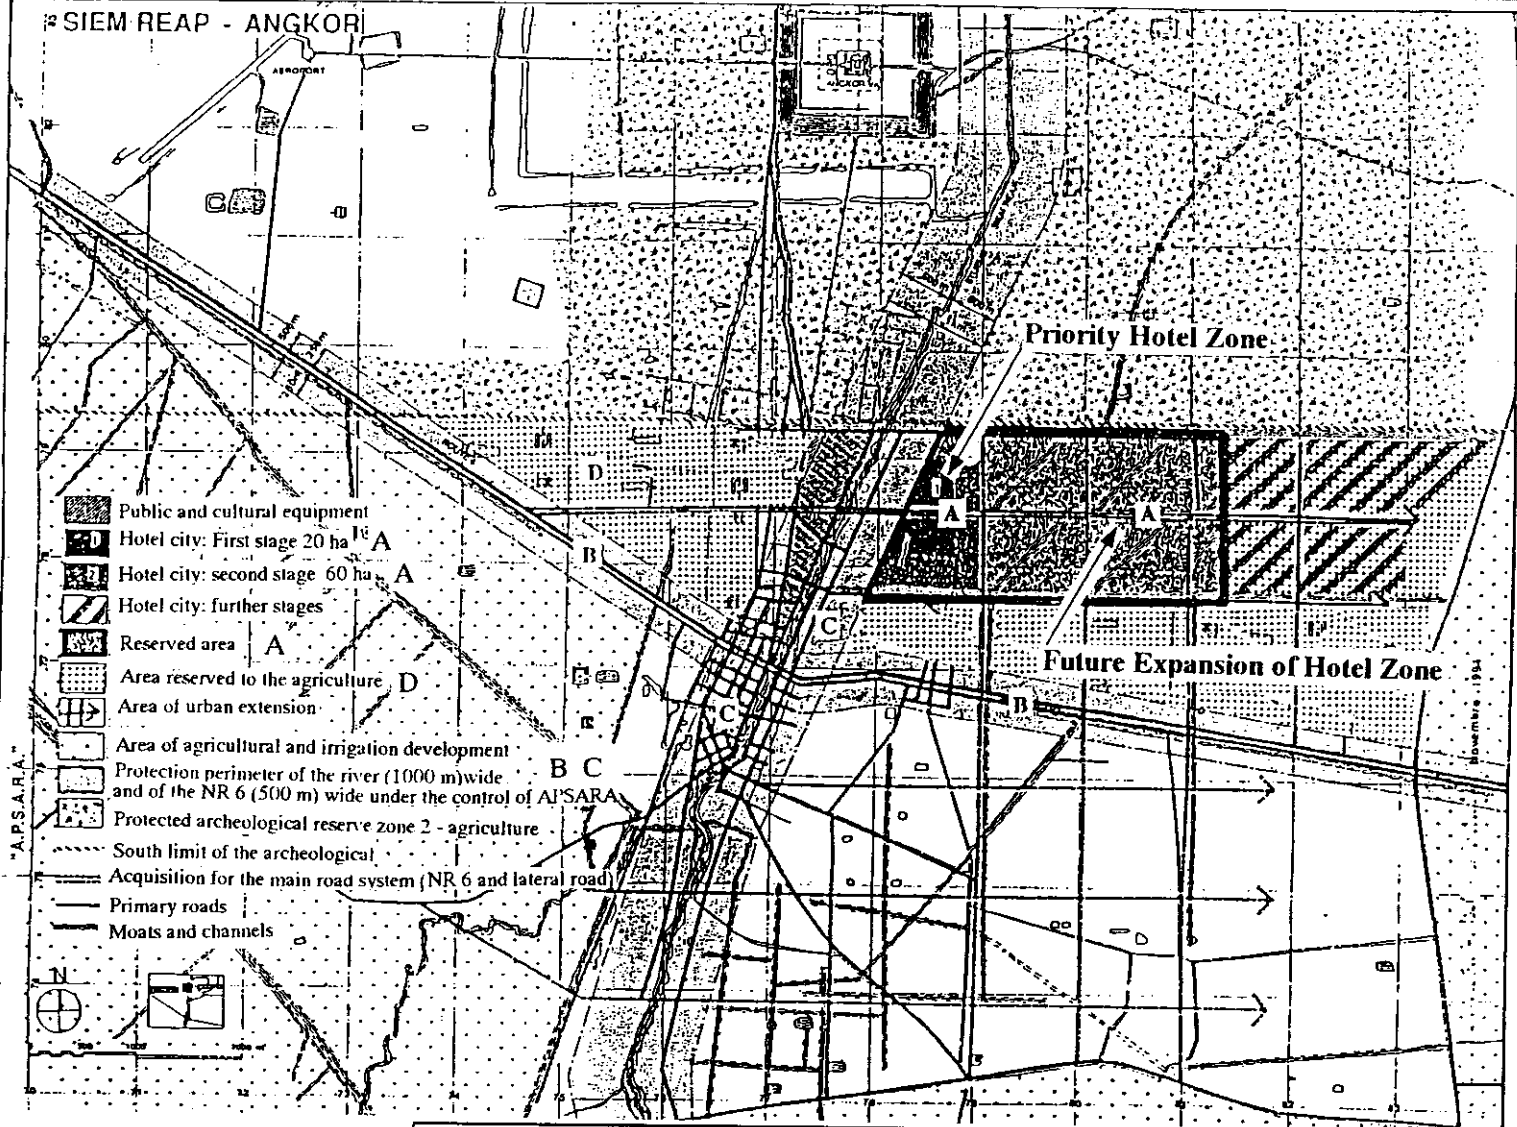 SIEM REAP - ANGKOR
AEROPORT
ANGKOR
Priority Hotel Zone
D
A
A
B
C
C
Future Expansion of Hotel Zone
B
Public and cultural equipment
Hotel city: First stage 20 ha A
Hotel city: second stage 60 ha A
Hotel city: further stages
Reserved area A
Area reserved to the agriculture D
Area of urban extension
Area of agricultural and irrigation development
Protection perimeter of the river (1000 m) wide B C
and of the NR 6 (500 m) wide under the control of APSARA
Protected archeological reserve zone 2 - agriculture
South limit of the archeological
Acquisition for the main road system (NR 6 and lateral road)
Primary roads
Moats and channels
N
"A.P.S.A.R.A."
novembre 1994